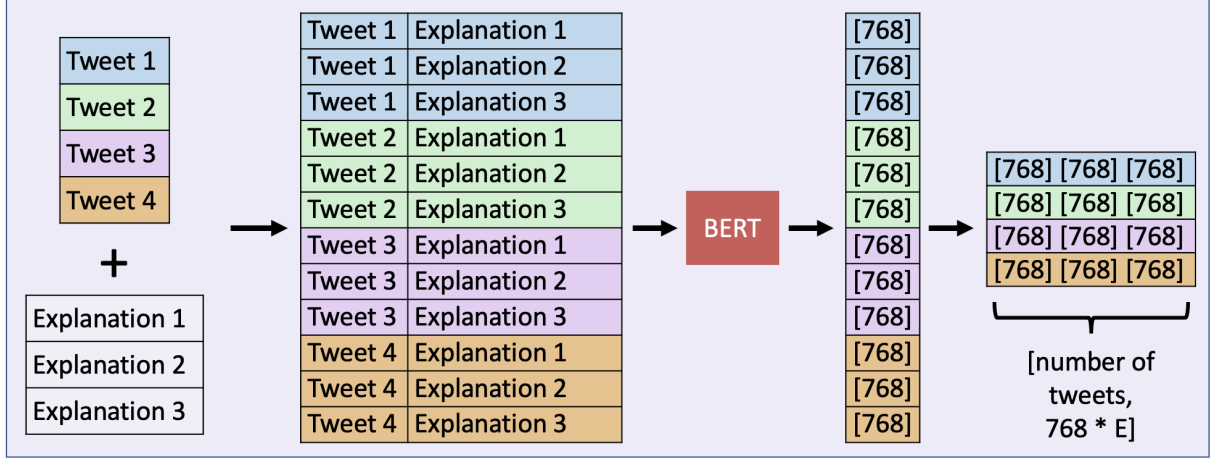 Tweet 1
Tweet 2
Tweet 3
Tweet 4
+
Explanation 1
Explanation 2
Explanation 3
Tweet 1 Explanation 1
Tweet 1 Explanation 2
Tweet 1 Explanation 3
Tweet 2 Explanation 1
Tweet 2 Explanation 2
Tweet 2 Explanation 3
Tweet 3 Explanation 1
Tweet 3 Explanation 2
Tweet 3 Explanation 3
Tweet 4 Explanation 1
Tweet 4 Explanation 2
Tweet 4 Explanation 3
BERT
[768]
[768]
[768]
[768]
[768]
[768]
[768]
[768]
[768]
[768]
[768]
[768]
[768] [768] [768]
[768] [768] [768]
[768] [768] [768]
[768] [768] [768]
[number of
tweets,
768 * E]